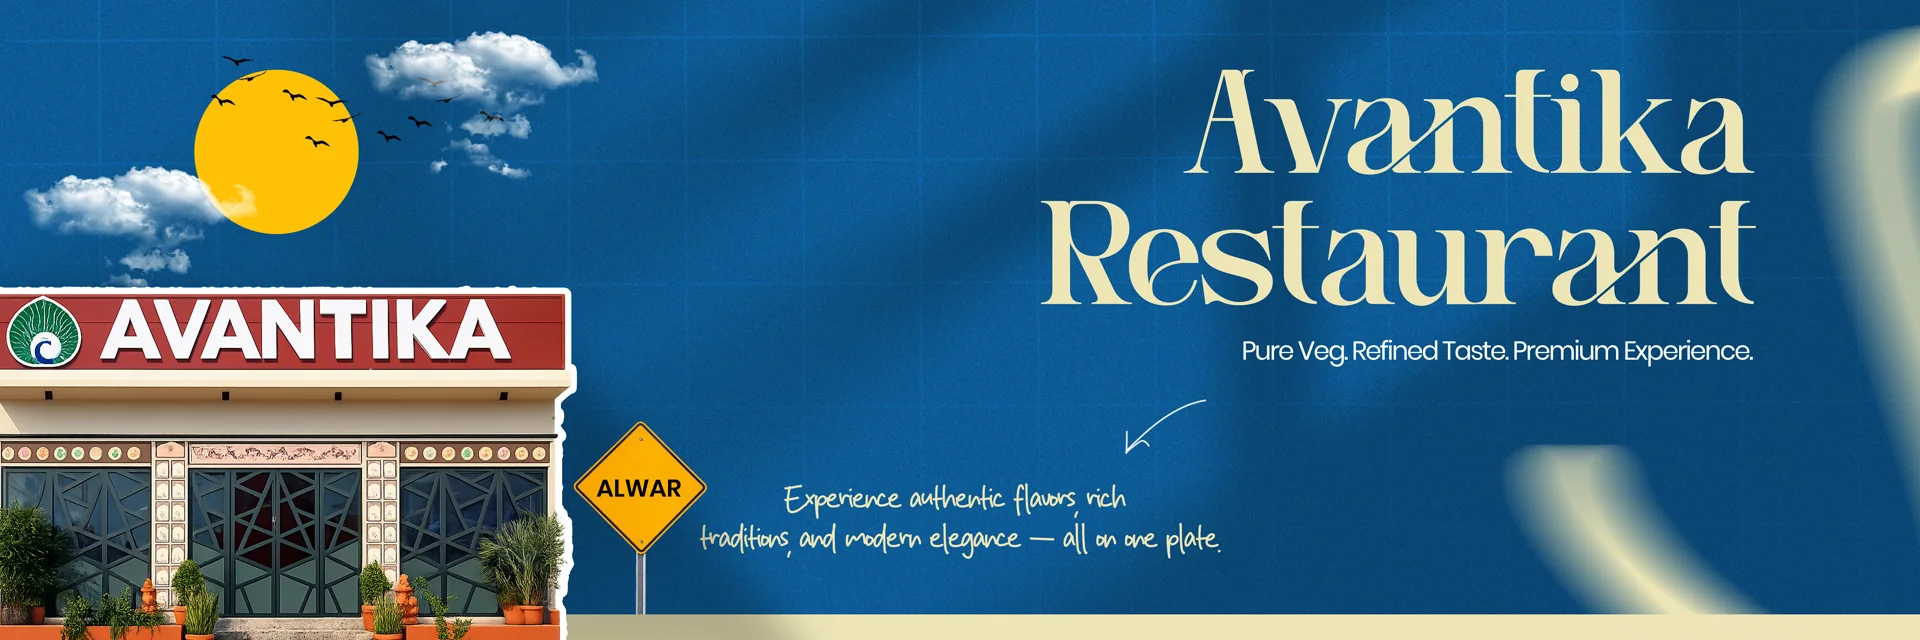 Avantika
Restaurant
Pure Veg. Refined Taste. Premium Experience.
AVANTIKA
ALWAR
Experience authentic flavors, rich
traditions, and modern elegance — all on one plate.